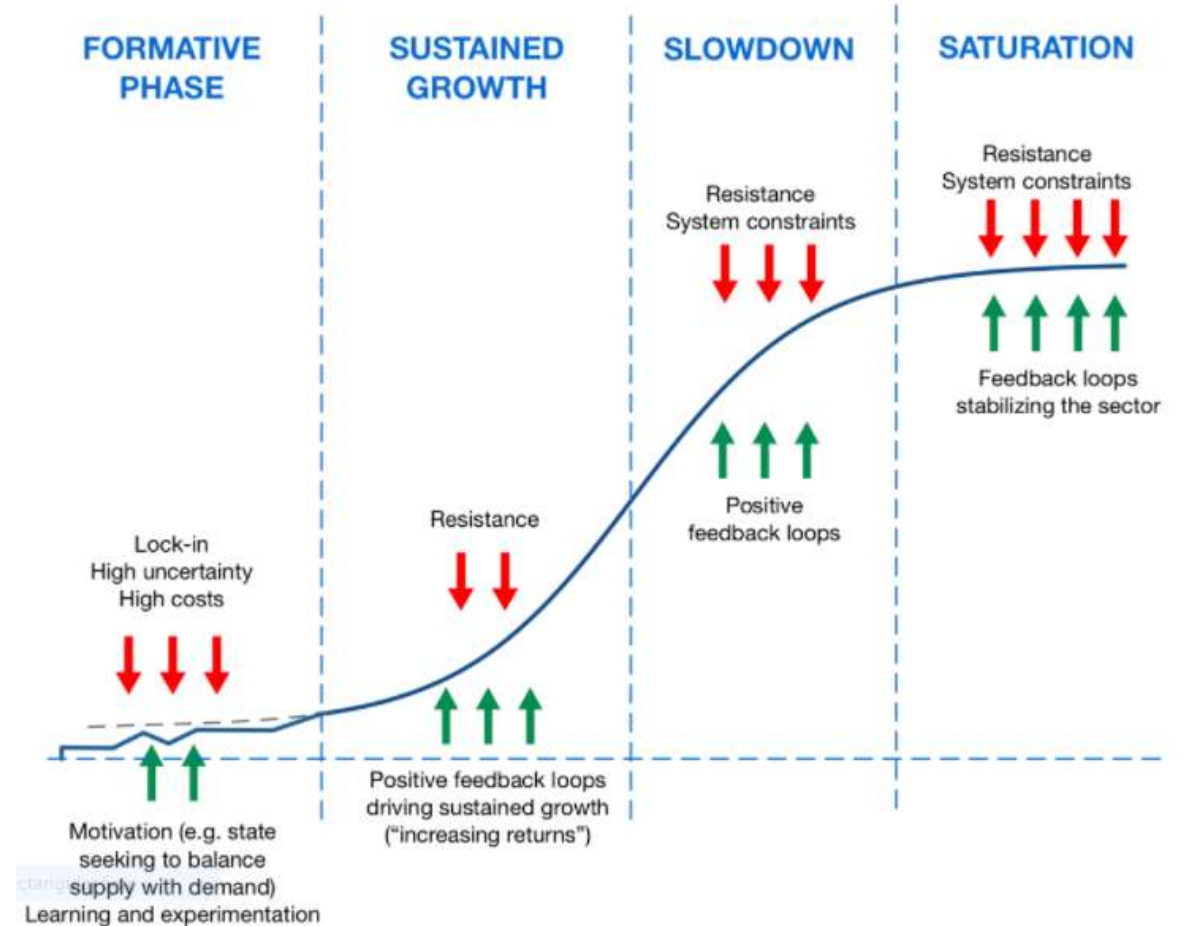 FORMATIVE
PHASE
SUSTAINED
GROWTH
SLOWDOWN
SATURATION
Lock-in
High uncertainty
High costs
Motivation (e.g. state
seeking to balance
supply with demand)
Learning and experimentation
Resistance
Positive feedback loops
driving sustained growth
(“increasing returns”)
Resistance
System constraints
Positive
feedback loops
Resistance
System constraints
Feedback loops
stabilizing the sector